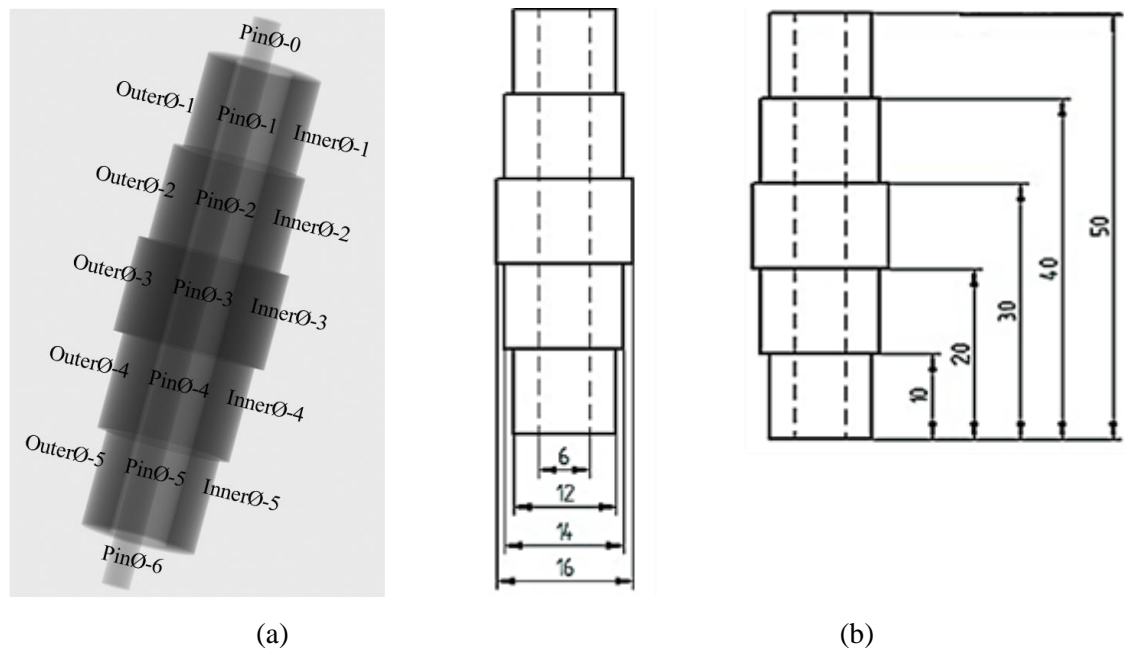 PinØ-0
OuterØ-1
PinØ-1
InnerØ-1
OuterØ-2
PinØ-2
InnerØ-2
OuterØ-3
PinØ-3
InnerØ-3
OuterØ-4
PinØ-4
InnerØ-4
OuterØ-5
PinØ-5
InnerØ-5
PinØ-6
6
12
14
16
10
20
30
40
50
(a)
(b)